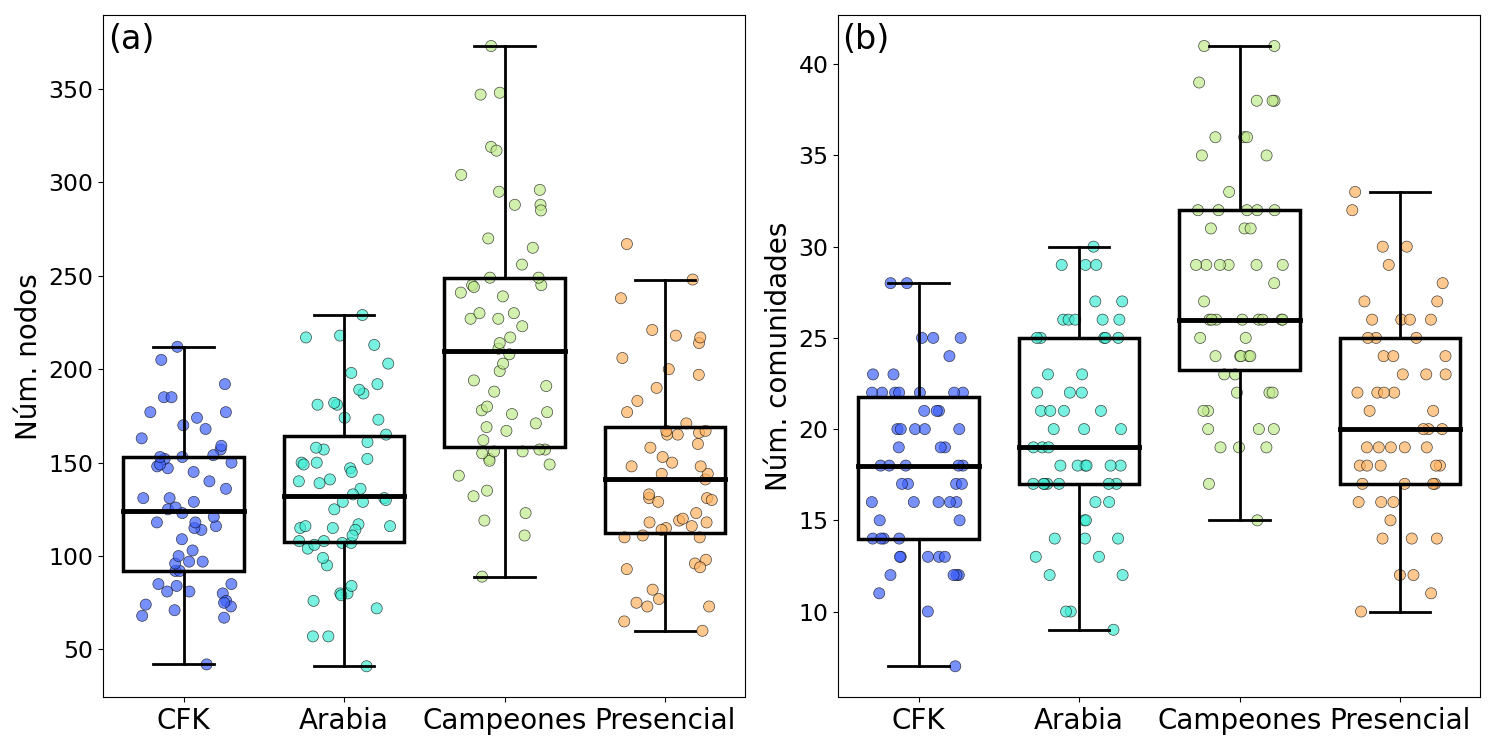 (a)
Núm. nodos
350
300
250
200
150
100
50
CFK Arabia Campeones Presencial
(b)
Núm. comunidades
40
35
30
25
20
15
10
CFK Arabia Campeones Presencial